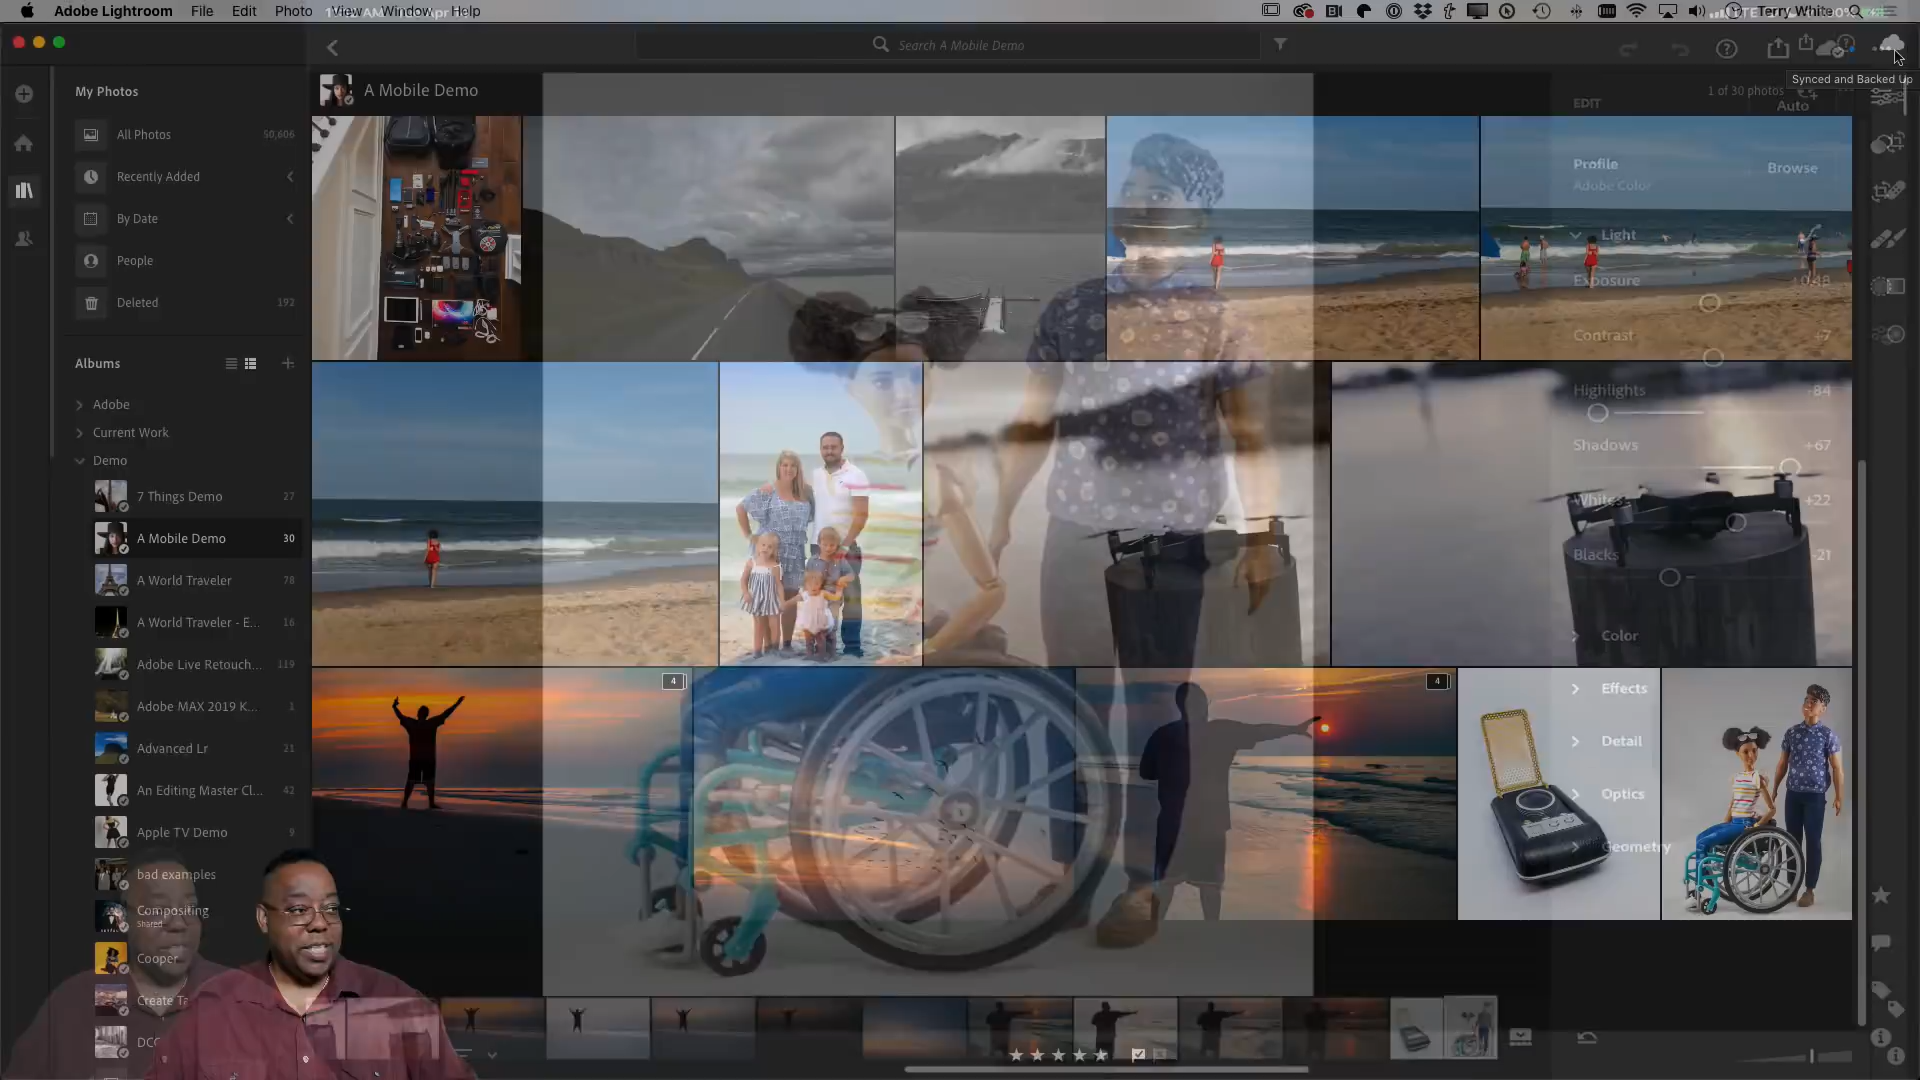 Adobe Lightroom File Edit Photo View Window Help
Terry White
Search A Mobile Demo
Synced and Backed Up
My Photos
A Mobile Demo
1 of 30 photos
All Photos 50,606
Recently Added
By Date
People
Deleted 192
Albums
Adobe
Current Work
Demo
7 Things Demo 27
A Mobile Demo 30
A World Traveler 78
A World Traveler - E... 16
Adobe Live Retouch... 119
Adobe MAX 2019 K... 1
Advanced Lr 21
An Editing Master Cl... 42
Apple TV Demo 9
bad examples
Compositing
Shared
Cooper
Create Ta
DCC
4
4
EDIT
Auto
Profile
Browse
Adobe Color
Light
Exposure
Contrast +7
Highlights -84
Shadows +67
Whites +22
Blacks -21
Color
Effects
Detail
Optics
Geometry